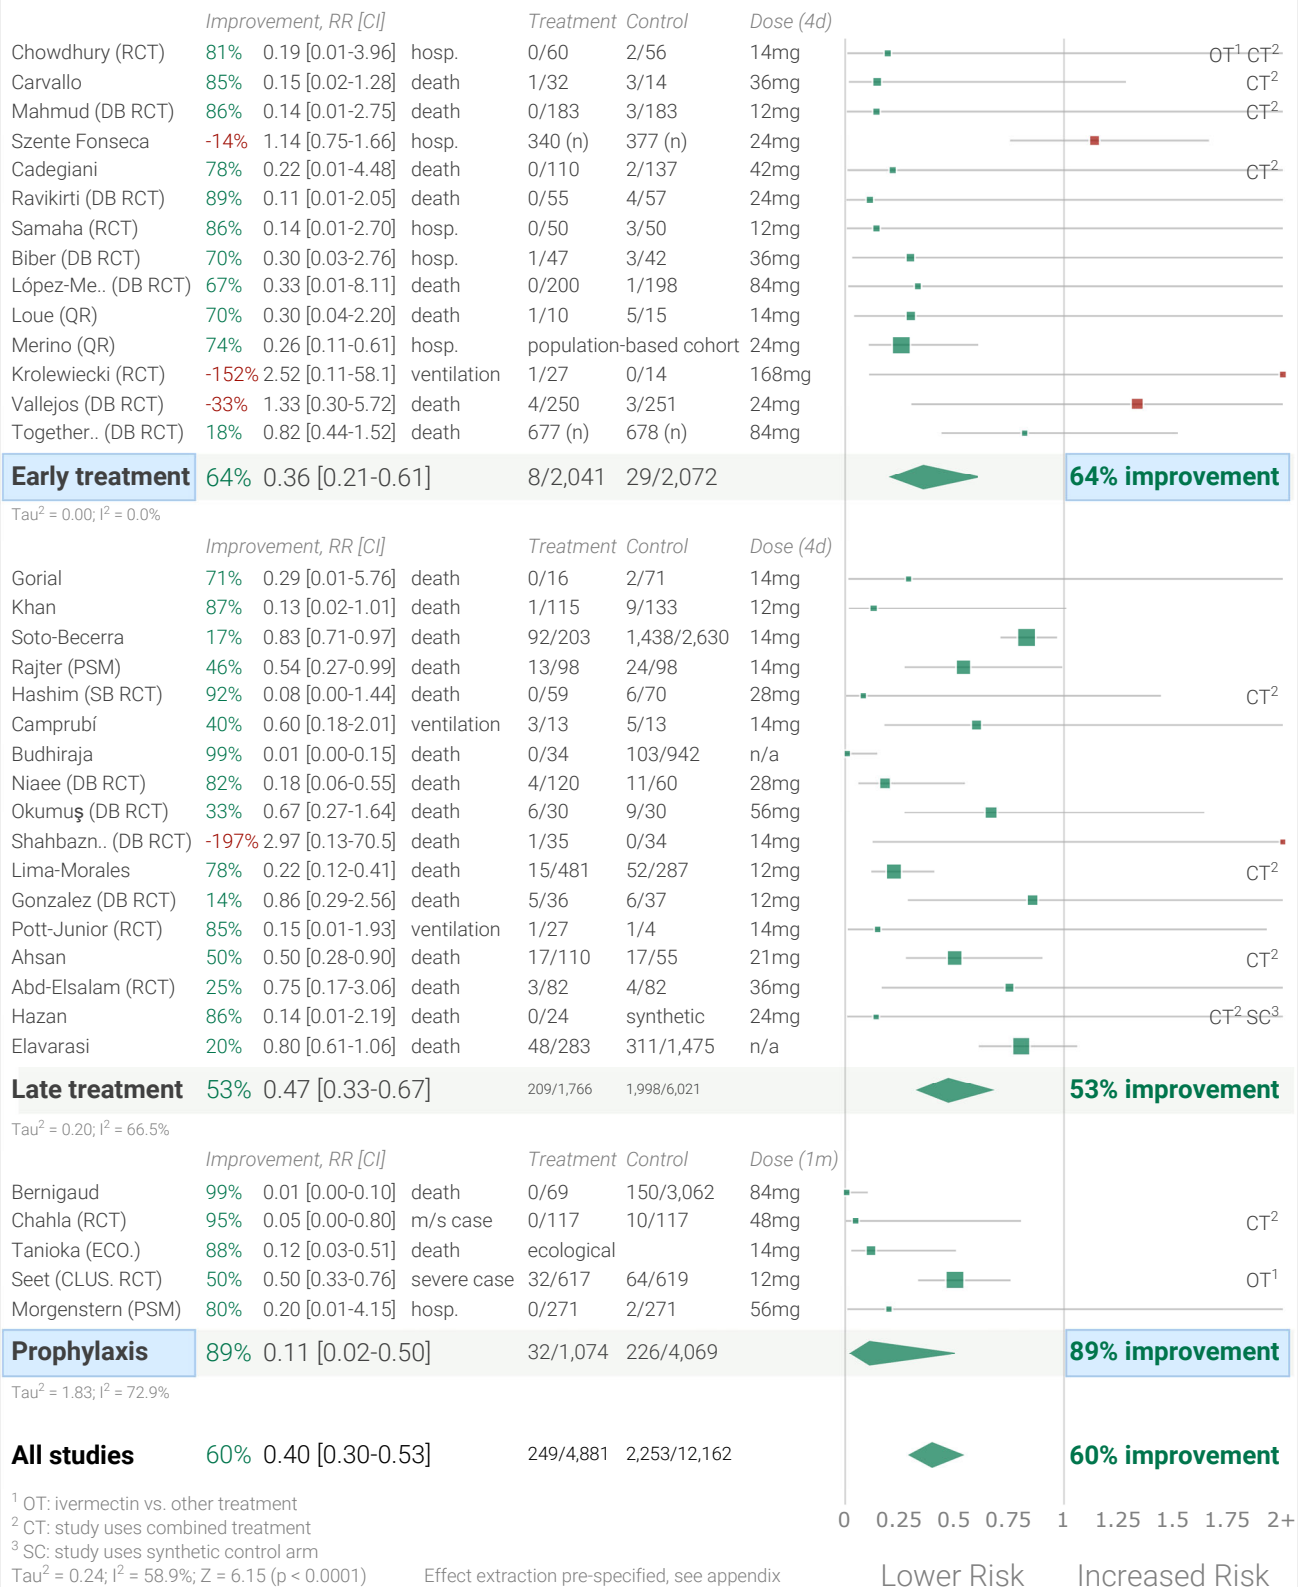 Improvement, RR [CI] Treatment Control Dose (4d)
Chowdhury (RCT) 81% 0.19 [0.01-3.96] hosp. 0/60 2/56 14mg OT¹ CT²
Carvallo 85% 0.15 [0.02-1.28] death 1/32 3/14 36mg CT²
Mahmud (DB RCT) 86% 0.14 [0.01-2.75] death 0/183 3/183 12mg CT²
Szente Fonseca -14% 1.14 [0.75-1.66] hosp. 340 (n) 377 (n) 24mg
Cadegiani 78% 0.22 [0.01-4.48] death 0/110 2/137 42mg CT²
Ravikirti (DB RCT) 89% 0.11 [0.01-2.05] death 0/55 4/57 24mg
Samaha (RCT) 86% 0.14 [0.01-2.70] hosp. 0/50 3/50 12mg
Biber (DB RCT) 70% 0.30 [0.03-2.76] hosp. 1/47 3/42 36mg
López-Me.. (DB RCT) 67% 0.33 [0.01-8.11] death 0/200 1/198 84mg
Loue (QR) 70% 0.30 [0.04-2.20] death 1/10 5/15 14mg
Merino (QR) 74% 0.26 [0.11-0.61] hosp. population-based cohort 24mg
Krolewiecki (RCT) -152% 2.52 [0.11-58.1] ventilation 1/27 0/14 168mg
Vallejos (DB RCT) -33% 1.33 [0.30-5.72] death 4/250 3/251 24mg
Together.. (DB RCT) 18% 0.82 [0.44-1.52] death 677 (n) 678 (n) 84mg
Early treatment 64% 0.36 [0.21-0.61] 8/2,041 29/2,072 64% improvement
Tau² = 0.00; I² = 0.0%
Improvement, RR [CI] Treatment Control Dose (4d)
Gorial 71% 0.29 [0.01-5.76] death 0/16 2/71 14mg
Khan 87% 0.13 [0.02-1.01] death 1/115 9/133 12mg
Soto-Becerra 17% 0.83 [0.71-0.97] death 92/203 1,438/2,630 14mg
Rajter (PSM) 46% 0.54 [0.27-0.99] death 13/98 24/98 14mg
Hashim (SB RCT) 92% 0.08 [0.00-1.44] death 0/59 6/70 28mg CT²
Camprubí 40% 0.60 [0.18-2.01] ventilation 3/13 5/13 14mg
Budhiraja 99% 0.01 [0.00-0.15] death 0/34 103/942 n/a
Niaee (DB RCT) 82% 0.18 [0.06-0.55] death 4/120 11/60 28mg
Okumuş (DB RCT) 33% 0.67 [0.27-1.64] death 6/30 9/30 56mg
Shahbazn.. (DB RCT) -197% 2.97 [0.13-70.5] death 1/35 0/34 14mg
Lima-Morales 78% 0.22 [0.12-0.41] death 15/481 52/287 12mg CT²
Gonzalez (DB RCT) 14% 0.86 [0.29-2.56] death 5/36 6/37 12mg
Pott-Junior (RCT) 85% 0.15 [0.01-1.93] ventilation 1/27 1/4 14mg
Ahsan 50% 0.50 [0.28-0.90] death 17/110 17/55 21mg CT²
Abd-Elsalam (RCT) 25% 0.75 [0.17-3.06] death 3/82 4/82 36mg
Hazan 86% 0.14 [0.01-2.19] death 0/24 synthetic 24mg CT² SC³
Elavarasi 20% 0.80 [0.61-1.06] death 48/283 311/1,475 n/a
Late treatment 53% 0.47 [0.33-0.67] 209/1,766 1,998/6,021 53% improvement
Tau² = 0.20; I² = 66.5%
Improvement, RR [CI] Treatment Control Dose (1m)
Bernigaud 99% 0.01 [0.00-0.10] death 0/69 150/3,062 84mg
Chahla (RCT) 95% 0.05 [0.00-0.80] m/s case 0/117 10/117 48mg CT²
Tanioka (ECO.) 88% 0.12 [0.03-0.51] death ecological 14mg
Seet (CLUS. RCT) 50% 0.50 [0.33-0.76] severe case 32/617 64/619 12mg OT¹
Morgenstern (PSM) 80% 0.20 [0.01-4.15] hosp. 0/271 2/271 56mg
Prophylaxis 89% 0.11 [0.02-0.50] 32/1,074 226/4,069 89% improvement
Tau² = 1.83; I² = 72.9%
All studies 60% 0.40 [0.30-0.53] 249/4,881 2,253/12,162 60% improvement
¹ OT: ivermectin vs. other treatment
² CT: study uses combined treatment
³ SC: study uses synthetic control arm
0 0.25 0.5 0.75 1 1.25 1.5 1.75 2+
Tau² = 0.24; I² = 58.9%; Z = 6.15 (p < 0.0001) Effect extraction pre-specified, see appendix Lower Risk Increased Risk